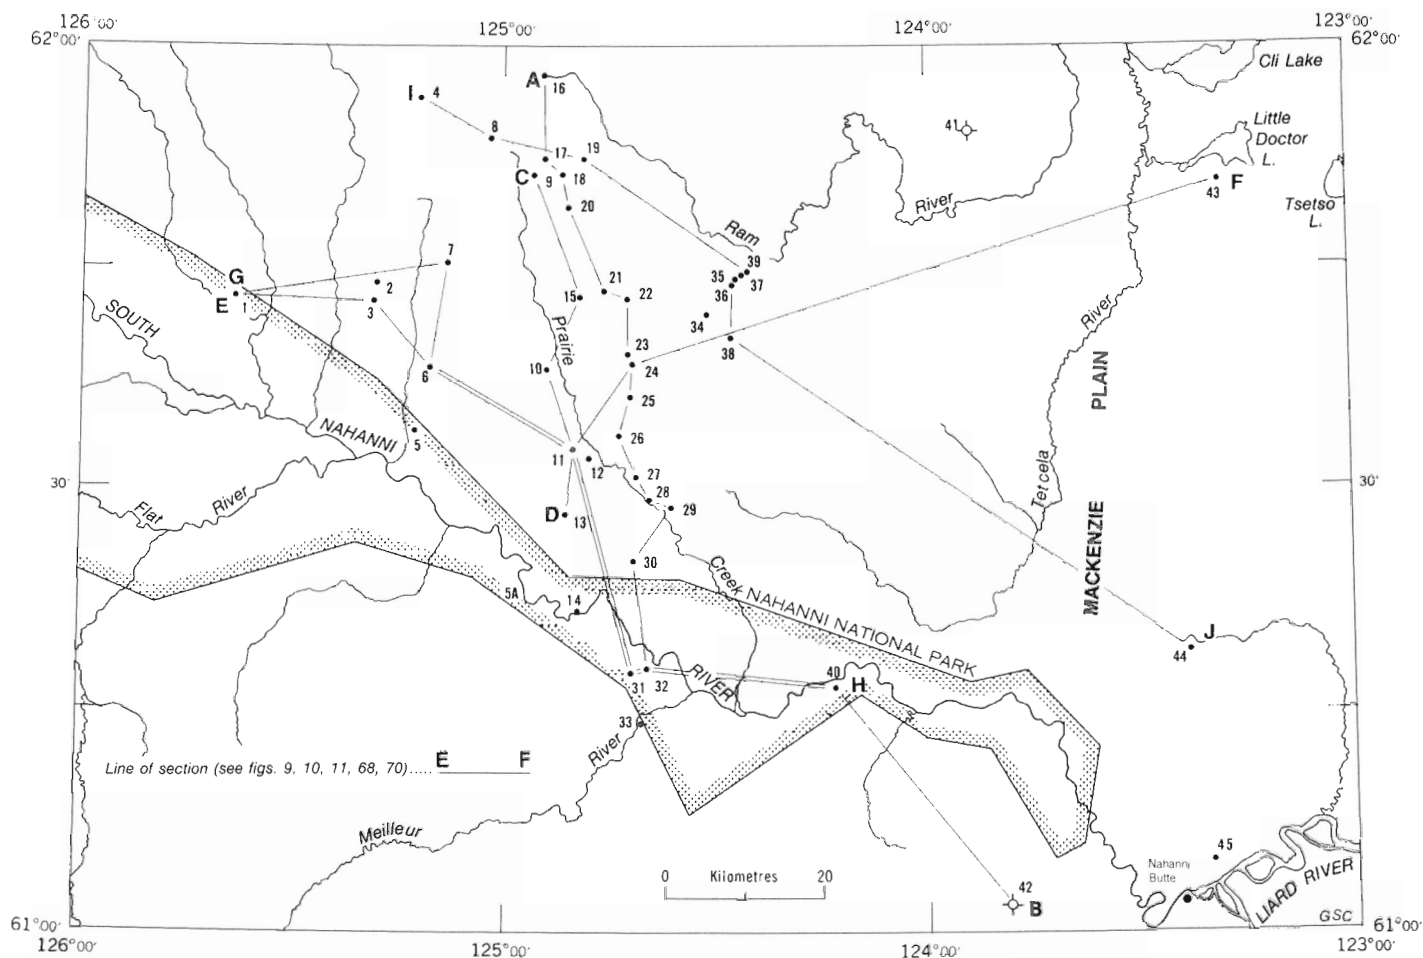 126°00'
125°00'
124°00'
123°00'
62°00'
62°00'
Cli Lake
A
16
I
4
8
41
Little
Doctor
L.
17
19
C
9
18
43
F
20
River
Tsetso
L.
Ram
7
G
E
1
2
3
21
22
15
35
39
36
37
34
38
SOUTH
Prairie
River
23
24
10
6
25
PLAIN
26
NAHANNI
5
11
12
27
Tetcela
30'
30'
28
29
Flat
River
D
13
MACKENZIE
30
Creek
5A
14
NAHANNI NATIONAL PARK
J
44
31
32
RIVER
40
H
33
River
E
F
Line of section (see figs. 9, 10, 11, 68, 70).....
Meilleur
0
Kilometres
20
45
Nahanni
Butte
42
B
LIARD RIVER
GSC
61°00'
61°00'
126°00'
125°00'
124°00'
123°00'